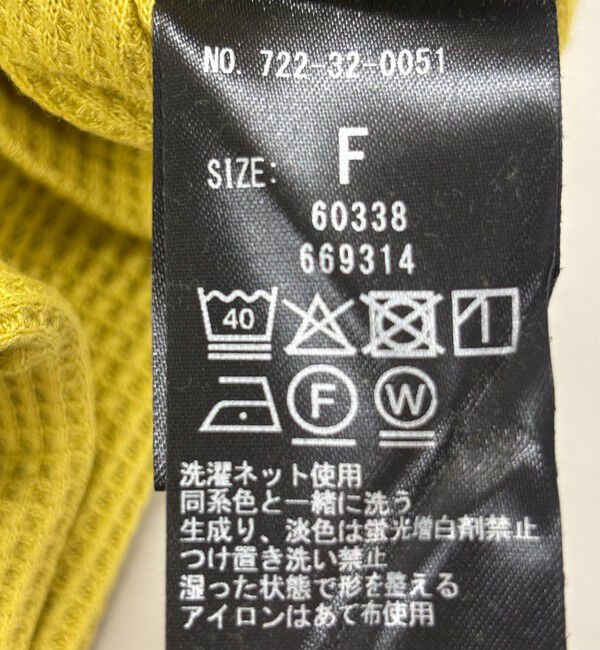 NO. 722-32-0051
SIZE: F
60338
669314
40
F W
洗濯ネット使用
同系色と一緒に洗う
生成り、淡色は蛍光増白剤禁止
つけ置き洗い禁止
湿った状態で形を整える
アイロンはあて布使用